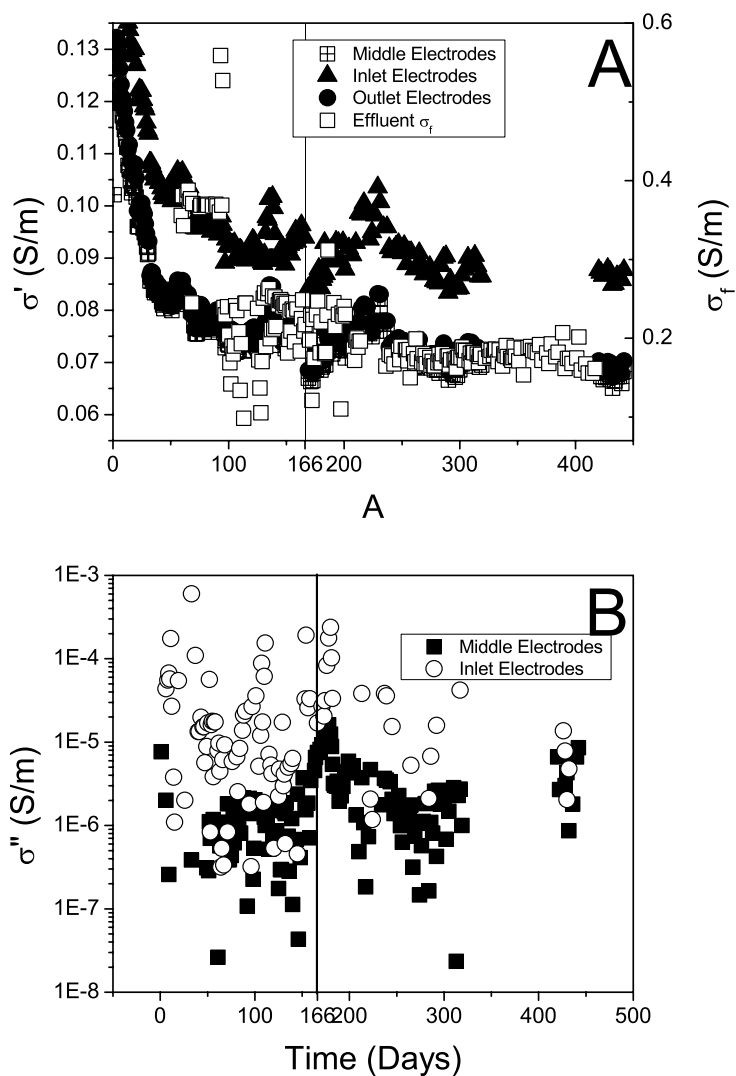 0.6
0.13
0.12
0.11
0.10
0.09
0.08
0.07
0.06
σ' (S/m)
Middle Electrodes
Inlet Electrodes
Outlet Electrodes
Effluent σf
A
0.4
0.2
σf (S/m)
0 100 166 200 300 400
A
1E-3
1E-4
1E-5
1E-6
1E-7
1E-8
σ" (S/m)
B
Middle Electrodes
Inlet Electrodes
0 100 166 200 300 400 500
Time (Days)